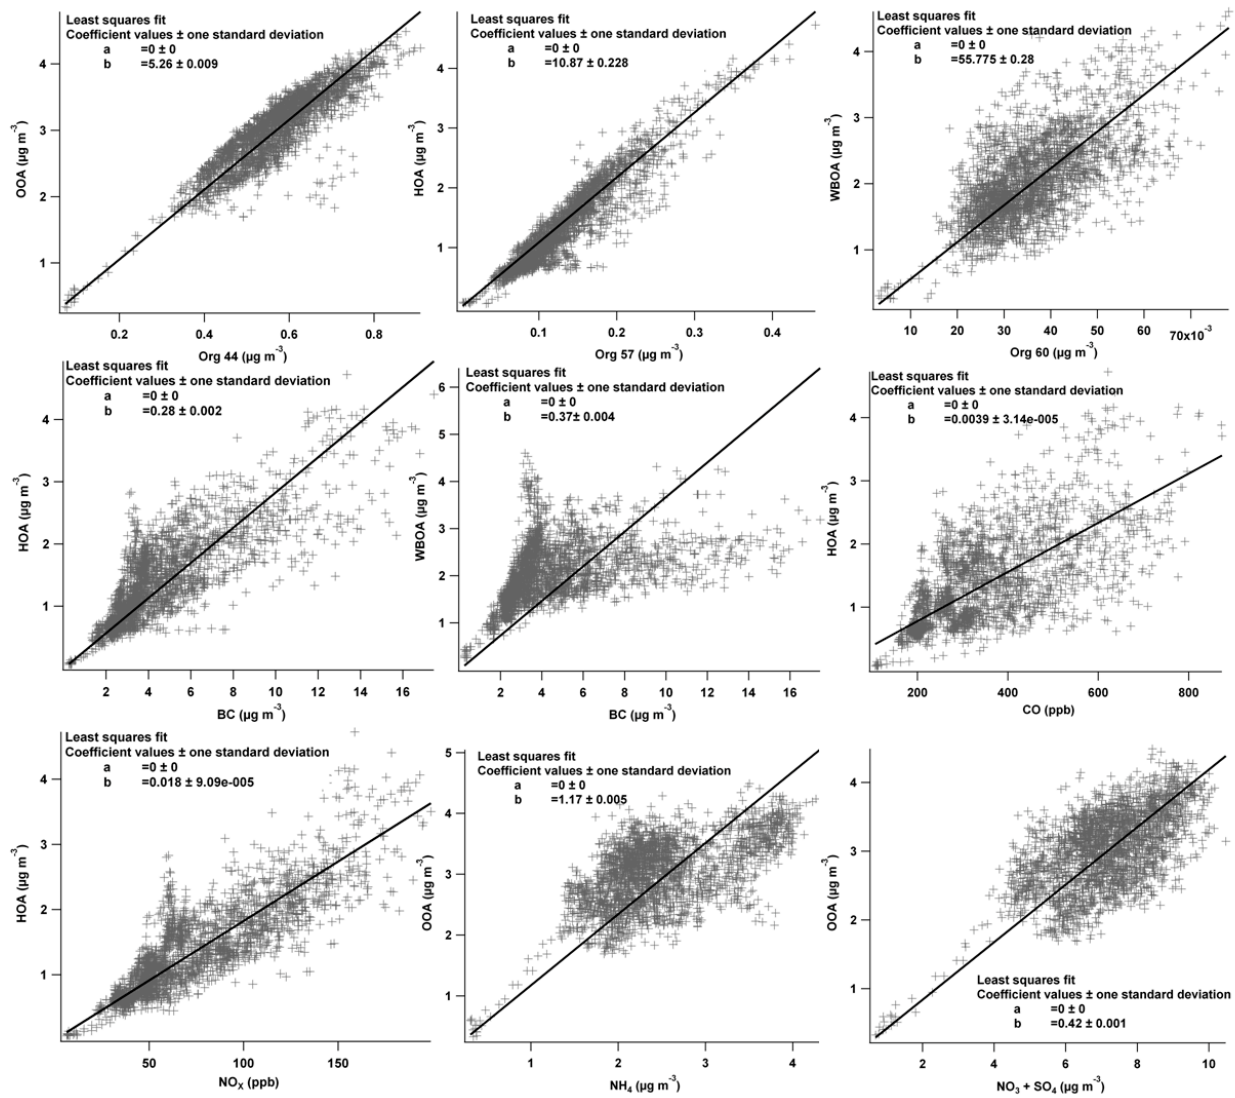 Least squares fit
Coefficient values ± one standard deviation
a =0 ± 0
b =5.26 ± 0.009
4
3
2
1
OOA (µg m⁻³)
0.2 0.4 0.6 0.8
Org 44 (µg m⁻³)
Least squares fit
Coefficient values ± one standard deviation
a =0 ± 0
b =10.87 ± 0.228
4
3
2
1
HOA (µg m⁻³)
0.1 0.2 0.3 0.4
Org 57 (µg m⁻³)
Least squares fit
Coefficient values ± one standard deviation
a =0 ± 0
b =55.775 ± 0.28
4
3
2
1
WBOA (µg m⁻³)
10 20 30 40 50 60 70x10⁻³
Org 60 (µg m⁻³)
Least squares fit
Coefficient values ± one standard deviation
a =0 ± 0
b =0.28 ± 0.002
4
3
2
1
HOA (µg m⁻³)
2 4 6 8 10 12 14 16
BC (µg m⁻³)
Least squares fit
Coefficient values ± one standard deviation
a =0 ± 0
b =0.37± 0.004
6
5
4
3
2
1
WBOA (µg m⁻³)
2 4 6 8 10 12 14 16
BC (µg m⁻³)
Least squares fit
Coefficient values ± one standard deviation
a =0 ± 0
b =0.0039 ± 3.14e-005
4
3
2
1
HOA (µg m⁻³)
200 400 600 800
CO (ppb)
Least squares fit
Coefficient values ± one standard deviation
a =0 ± 0
b =0.018 ± 9.09e-005
4
3
2
1
HOA (µg m⁻³)
50 100 150
NOₓ (ppb)
Least squares fit
Coefficient values ± one standard deviation
a =0 ± 0
b =1.17 ± 0.005
5
4
3
2
1
OOA (µg m⁻³)
1 2 3 4
NH₄ (µg m⁻³)
4
3
2
1
OOA (µg m⁻³)
Least squares fit
Coefficient values ± one standard deviation
a =0 ± 0
b =0.42 ± 0.001
2 4 6 8 10
NO₃ + SO₄ (µg m⁻³)